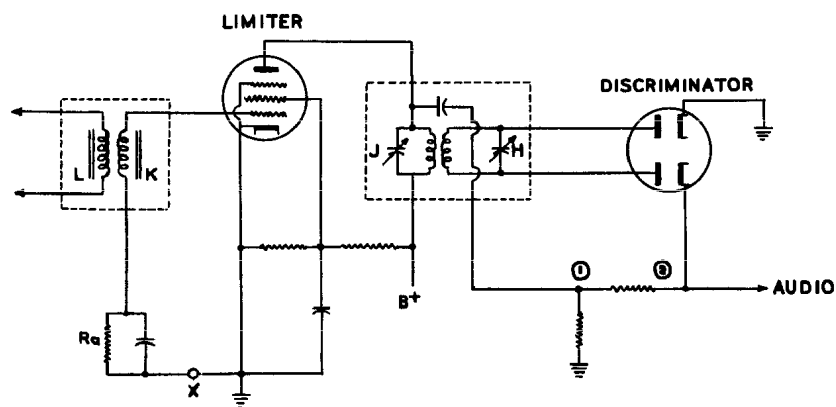 LIMITER
DISCRIMINATOR
L
K
J
H
① ②
B+
AUDIO
Ra
X